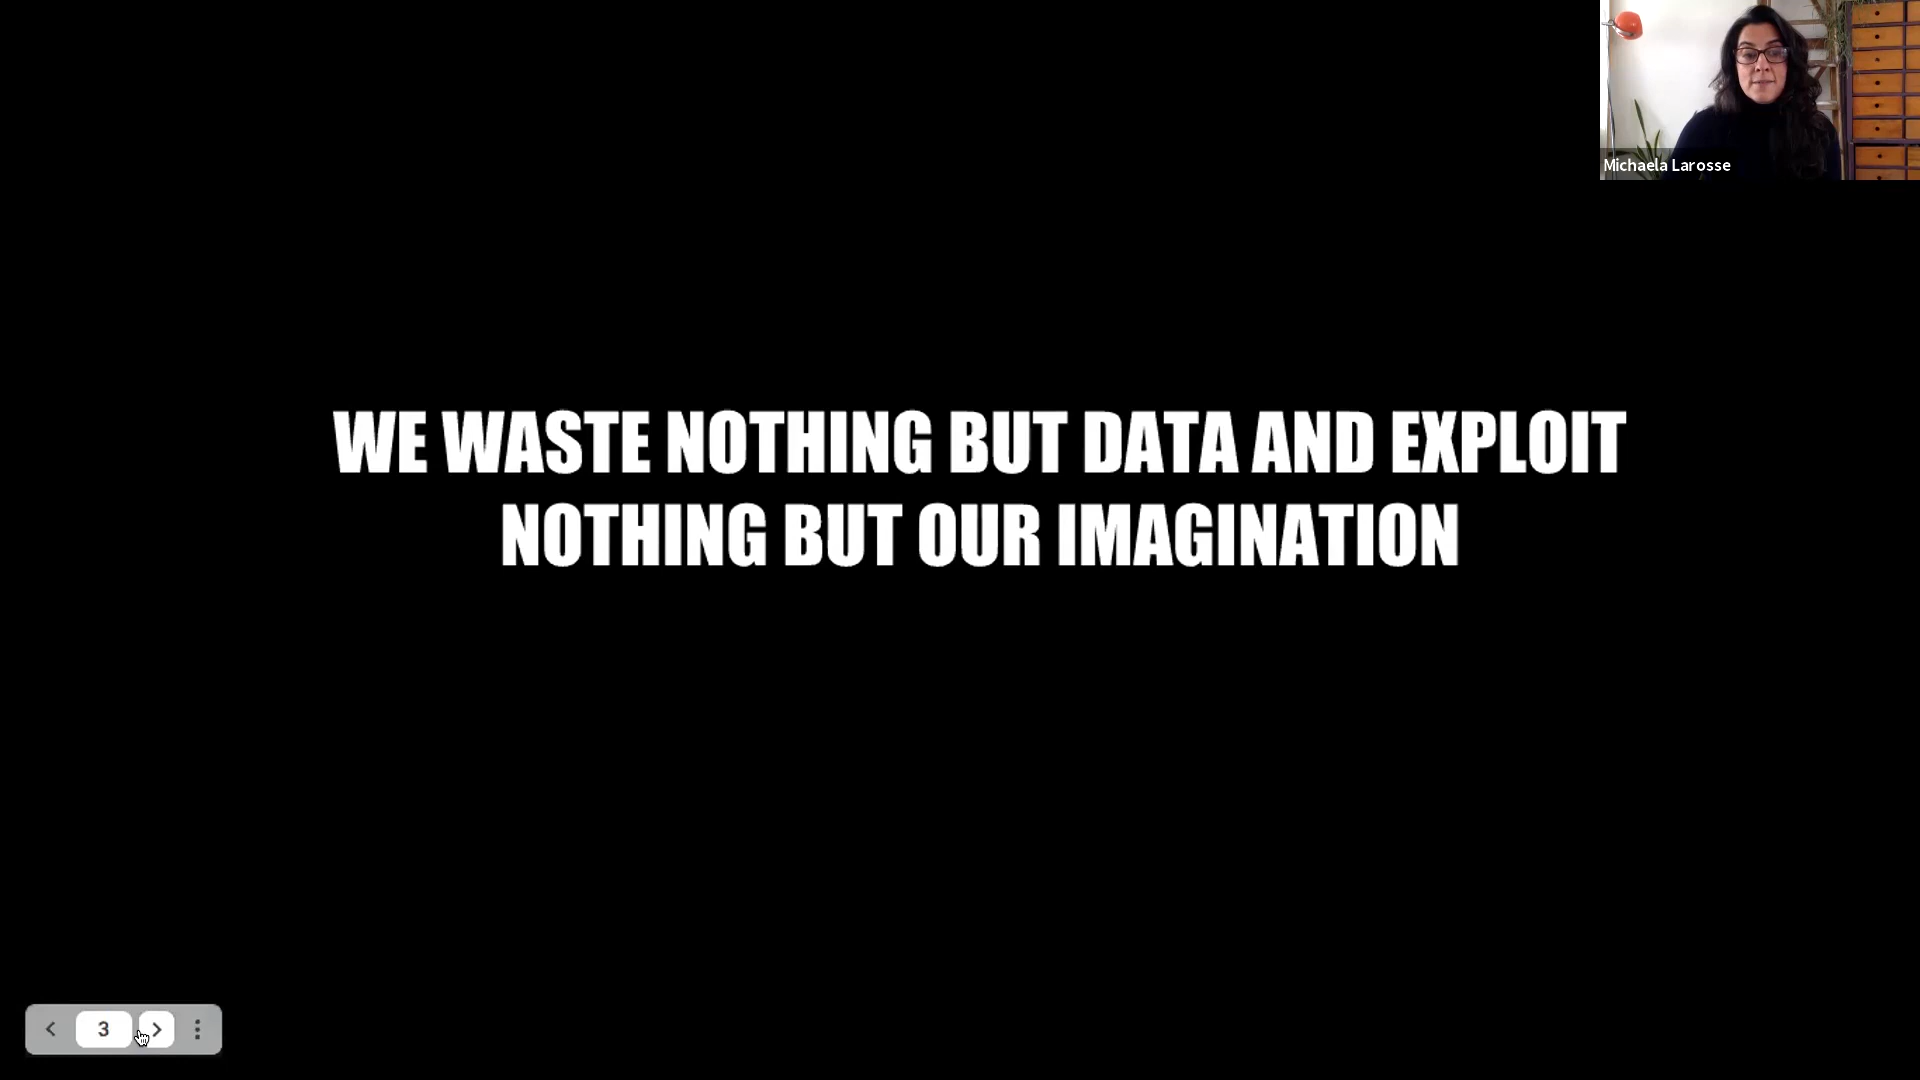 Michaela Larosse
WE WASTE NOTHING BUT DATA AND EXPLOIT
NOTHING BUT OUR IMAGINATION
3